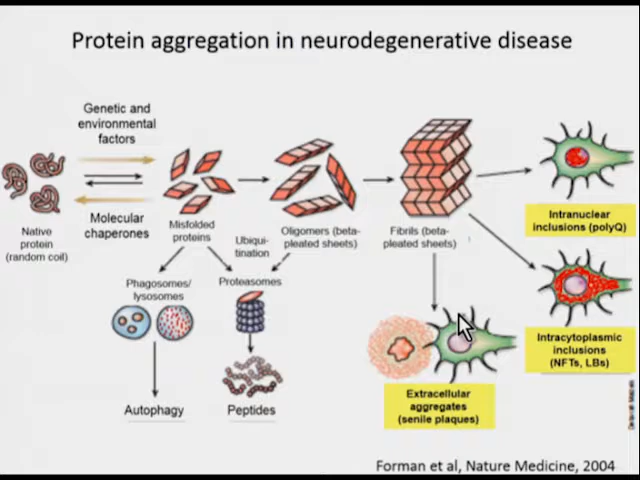 Protein aggregation in neurodegenerative disease
Genetic and
environmental
factors
Molecular
chaperones
Native
protein
(random coil)
Misfolded
proteins
Ubiqui-
tination
Oligomers (beta-
pleated sheets)
Fibrils (beta-
pleated sheets)
Intranuclear
inclusions (polyQ)
Phagosomes/
lysosomes
Proteasomes
Intracytoplasmic
inclusions
(NFTs, LBs)
Autophagy
Peptides
Extracellular
aggregates
(senile plaques)
Forman et al, Nature Medicine, 2004